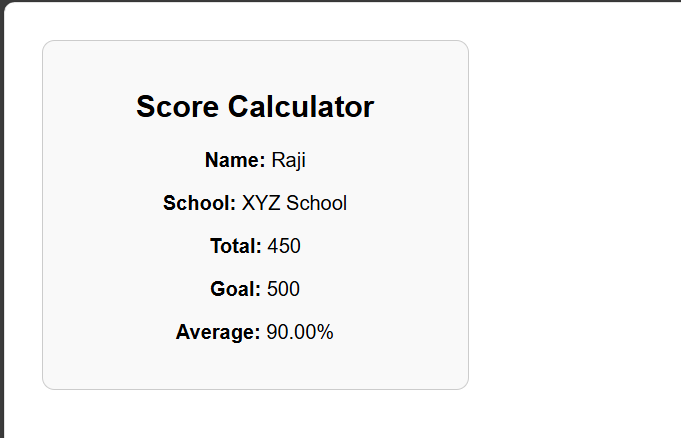 Score Calculator
Name: Raji
School: XYZ School
Total: 450
Goal: 500
Average: 90.00%